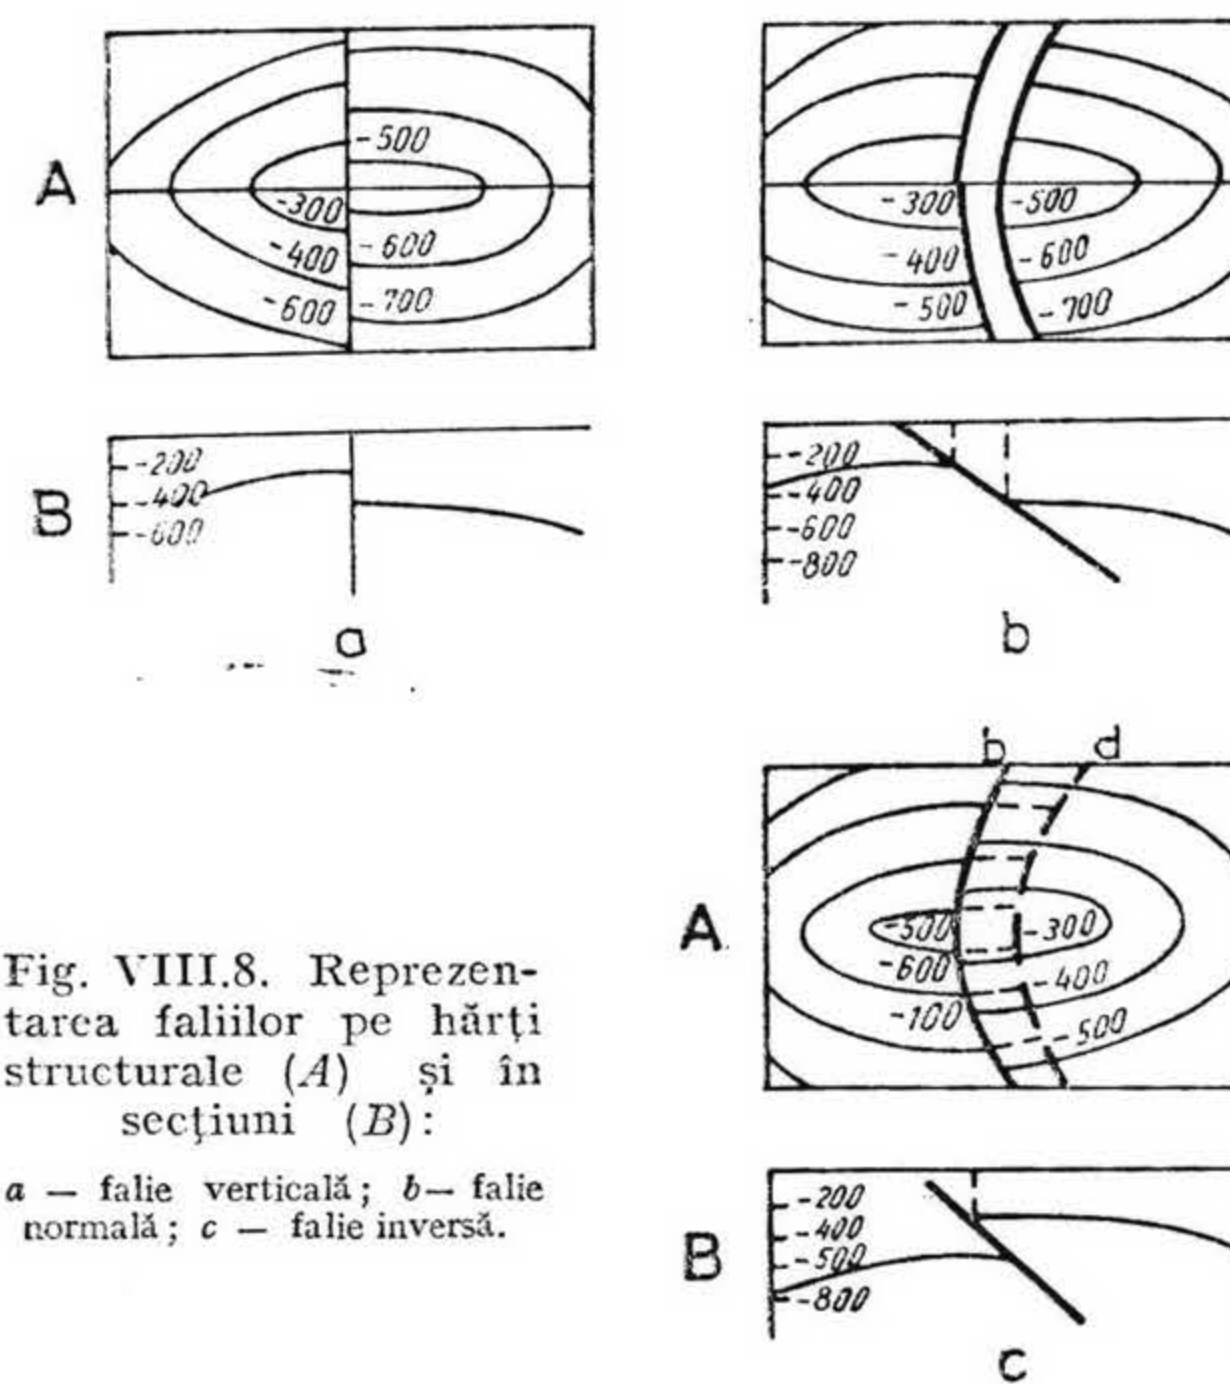 A
-500
-300
-400
-600
-600
-700
B
-200
-400
-600
a
-300
-500
-400
-600
-500
-700
-200
-400
-600
-800
b
b
d
A
-500
-300
-600
-400
-100
-500
B
-200
-400
-500
-800
c
Fig. VIII.8. Reprezen-
tarea faliilor pe hărți
structurale (A) și în
secțiuni (B):
a — falie verticală; b— falie
normală; c — falie inversă.